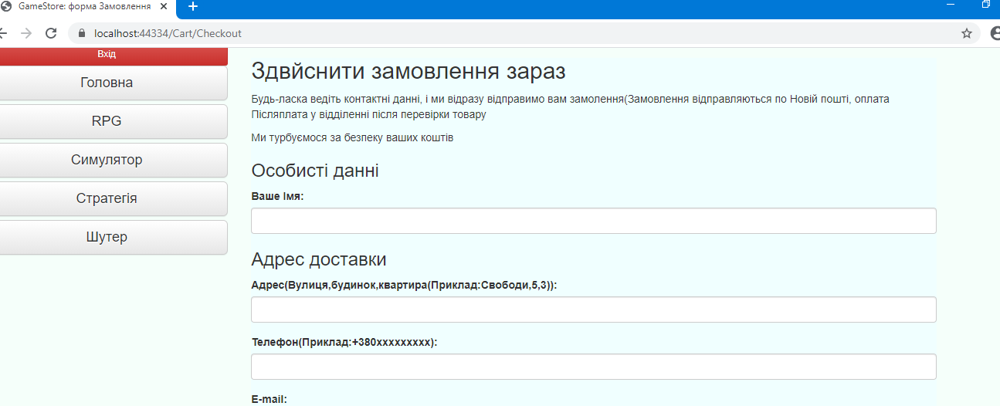 GameStore: форма Замовлення
localhost:44334/Cart/Checkout
Вхід
Головна
RPG
Симулятор
Стратегія
Шутер
Здвйснити замовлення зараз
Будь-ласка ведіть контактні данні, і ми відразу відправимо вам замолення(Замовлення відправляються по Новій пошті, оплата
Післяплата у відділенні після перевірки товару
Ми турбуємося за безпеку ваших коштів
Особисті данні
Ваше Імя:
Адрес доставки
Адрес(Вулиця,будинок,квартира(Приклад:Свободи,5,3)):
Телефон(Приклад:+380xxxxxxxxx):
E-mail: